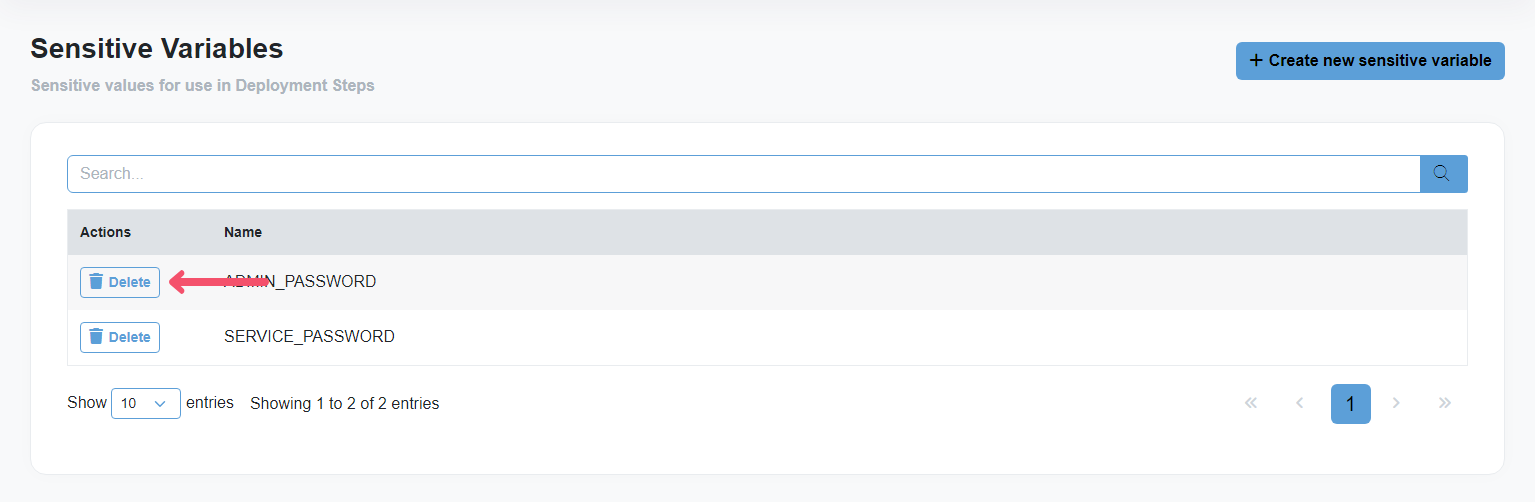 Sensitive Variables
+ Create new sensitive variable
Sensitive values for use in Deployment Steps
Search...
Actions Name
Delete ADMIN_PASSWORD
Delete SERVICE_PASSWORD
Show 10 entries Showing 1 to 2 of 2 entries « ‹ 1 › »